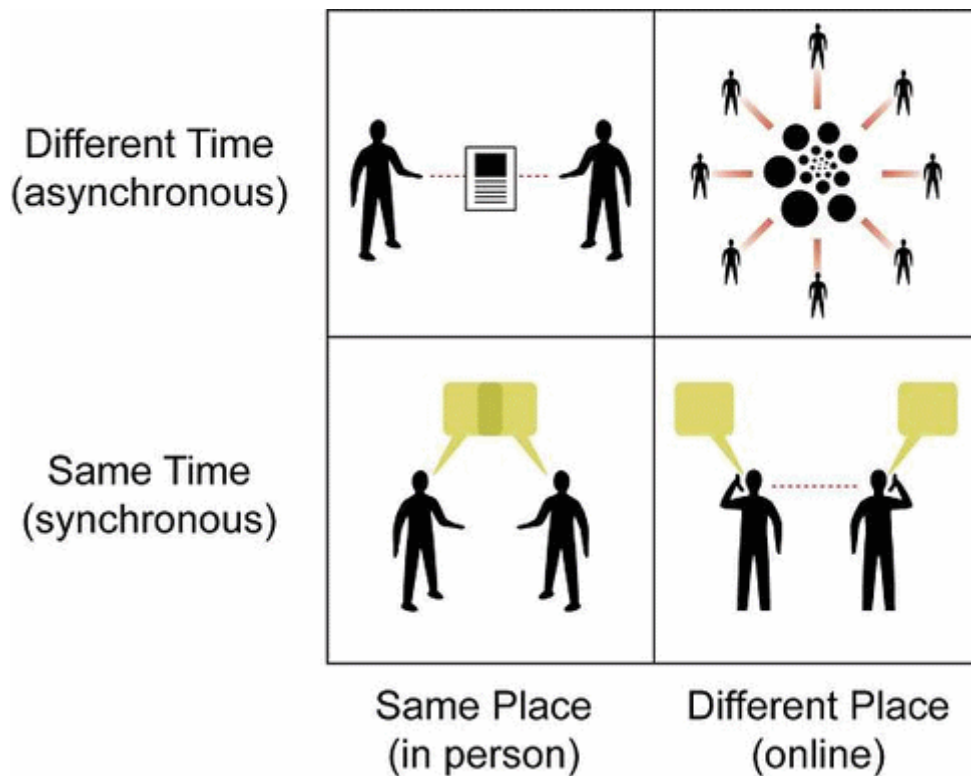 Different Time
(asynchronous)
Same Time
(synchronous)
Same Place
(in person)
Different Place
(online)